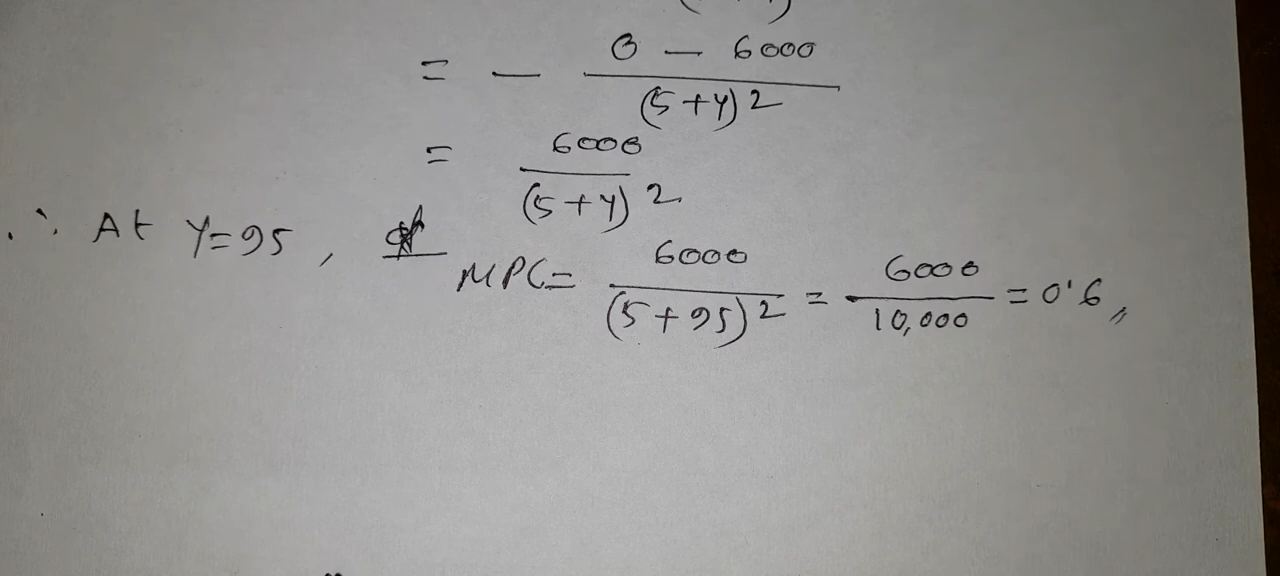 = - 0 - 6000 / (5+y)2
= 6000 / (5+y)2
∴ At Y=95, MPC= 6000 / (5+95)2 = 6000 / 10,000 = 0.6,,